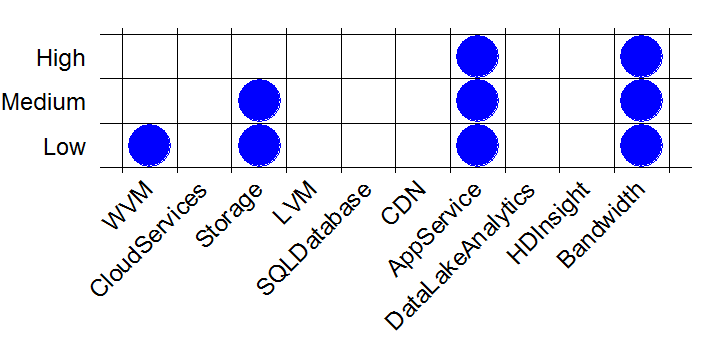 High
Medium
Low
WVM
CloudServices
Storage
LVM
SQLDatabase
CDN
AppService
DataLakeAnalytics
HDInsight
Bandwidth